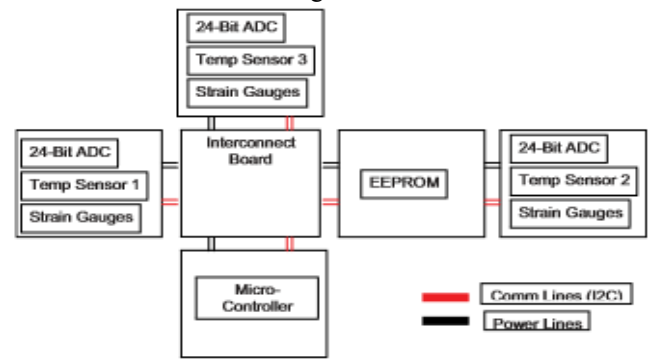 24-Bit ADC
Temp Sensor 3
Strain Gauges
24-Bit ADC
Temp Sensor 1
Strain Gauges
Interconnect
Board
EEPROM
24-Bit ADC
Temp Sensor 2
Strain Gauges
Micro-
Controller
Comm Lines (I2C)
Power Lines